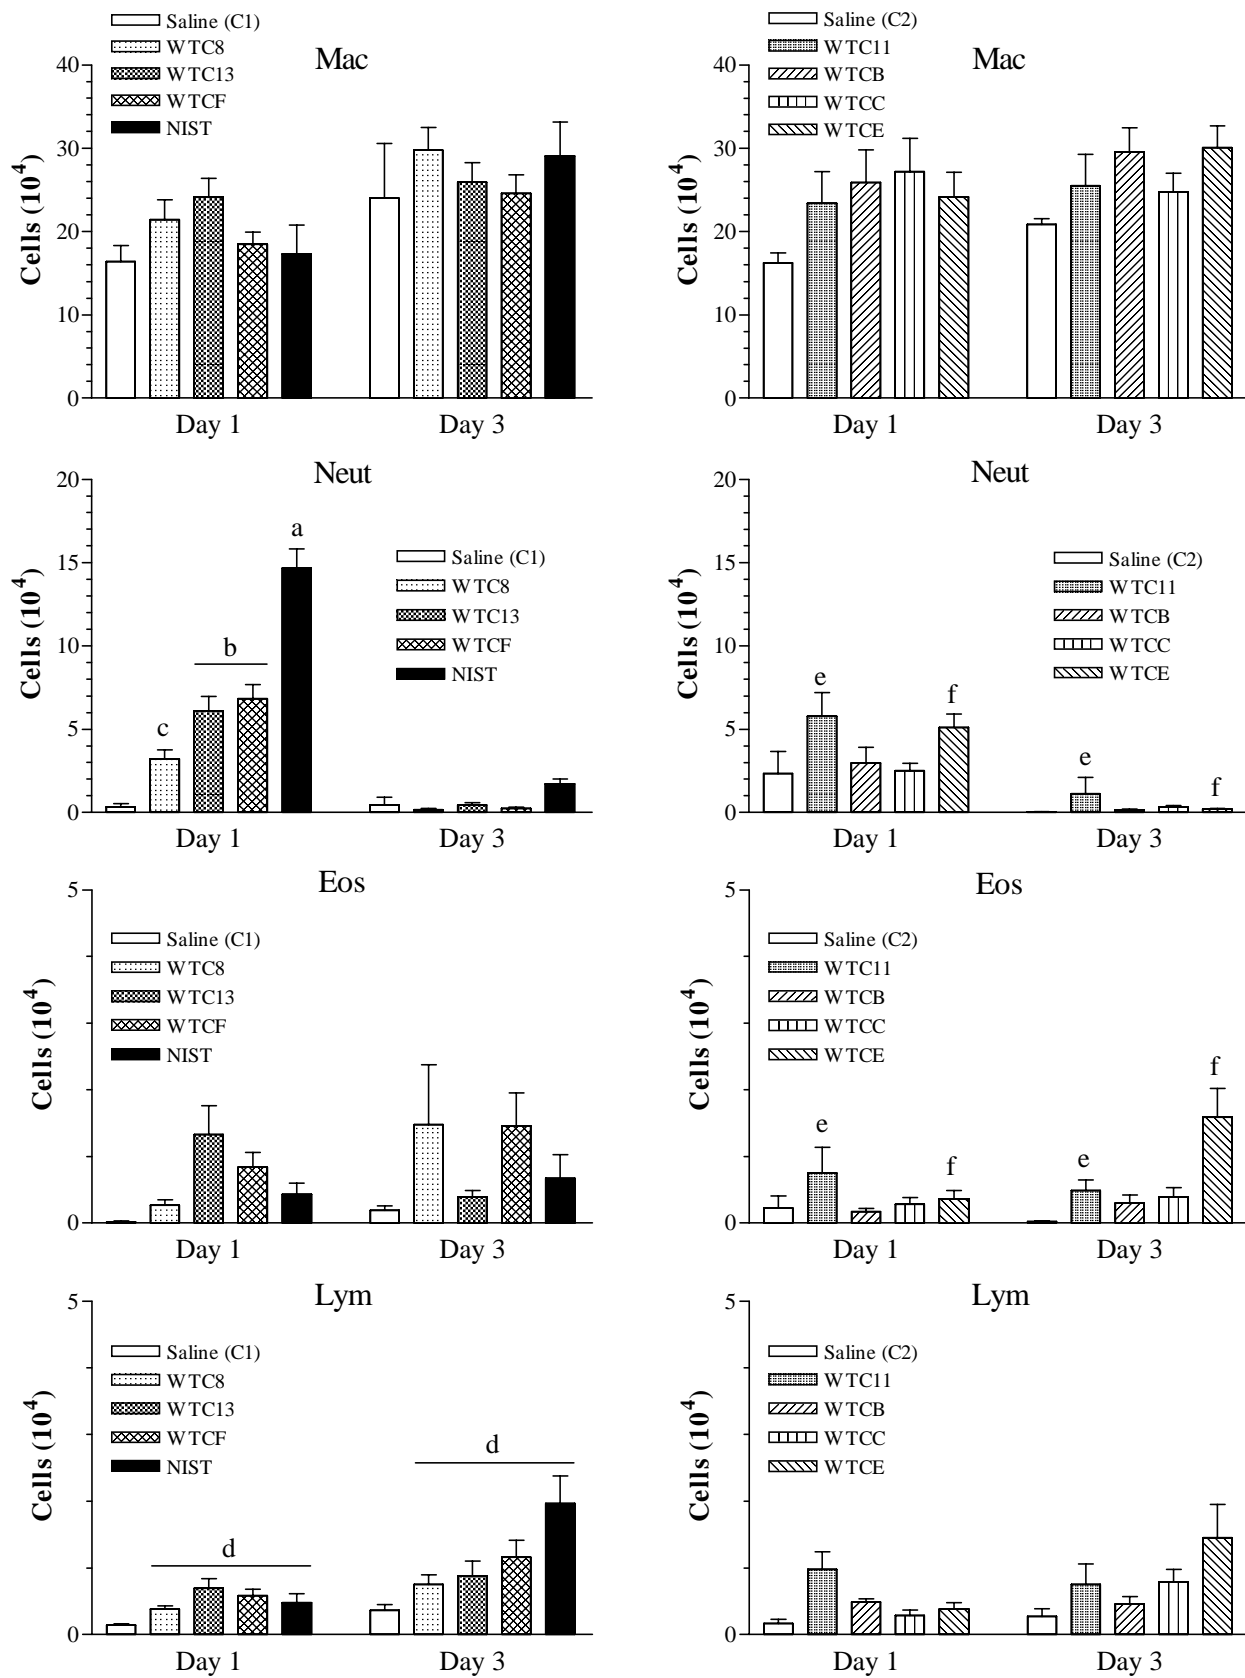 Saline (C1)
WTC8
WTC13
WTCF
NIST
Mac
40
30
20
10
0
Cells (10⁴)
Day 1
Day 3
Saline (C2)
WTC11
WTCB
WTCC
WTCE
Mac
40
30
20
10
0
Cells (10⁴)
Day 1
Day 3
Neut
20
15
10
5
0
Cells (10⁴)
a
b
c
Saline (C1)
WTC8
WTC13
WTCF
NIST
Day 1
Day 3
Neut
20
15
10
5
0
Cells (10⁴)
Saline (C2)
WTC11
WTCB
WTCC
WTCE
e
f
e
f
Day 1
Day 3
Eos
5
0
Cells (10⁴)
Saline (C1)
WTC8
WTC13
WTCF
NIST
Day 1
Day 3
Eos
5
0
Cells (10⁴)
Saline (C2)
WTC11
WTCB
WTCC
WTCE
e
f
e
f
Day 1
Day 3
Lym
5
0
Cells (10⁴)
Saline (C1)
WTC8
WTC13
WTCF
NIST
d
d
Day 1
Day 3
Lym
5
0
Cells (10⁴)
Saline (C2)
WTC11
WTCB
WTCC
WTCE
Day 1
Day 3